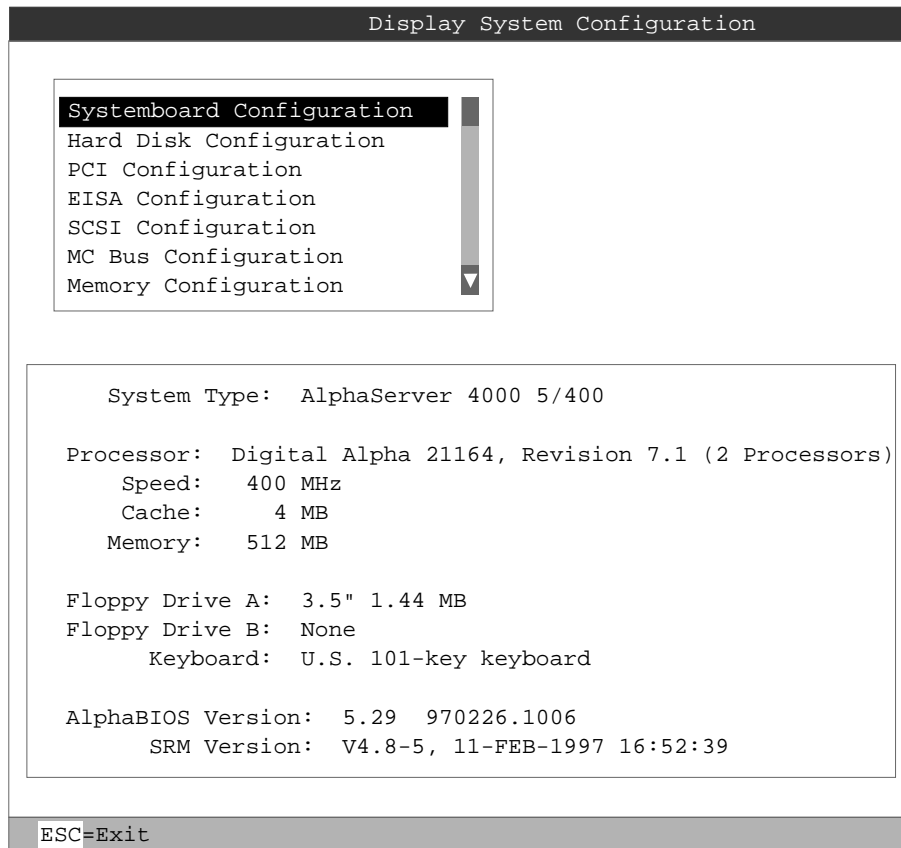 Display System Configuration
Systemboard Configuration
Hard Disk Configuration
PCI Configuration
EISA Configuration
SCSI Configuration
MC Bus Configuration
Memory Configuration
System Type: AlphaServer 4000 5/400
Processor: Digital Alpha 21164, Revision 7.1 (2 Processors)
Speed: 400 MHz
Cache: 4 MB
Memory: 512 MB
Floppy Drive A: 3.5" 1.44 MB
Floppy Drive B: None
Keyboard: U.S. 101-key keyboard
AlphaBIOS Version: 5.29 970226.1006
SRM Version: V4.8-5, 11-FEB-1997 16:52:39
ESC=Exit